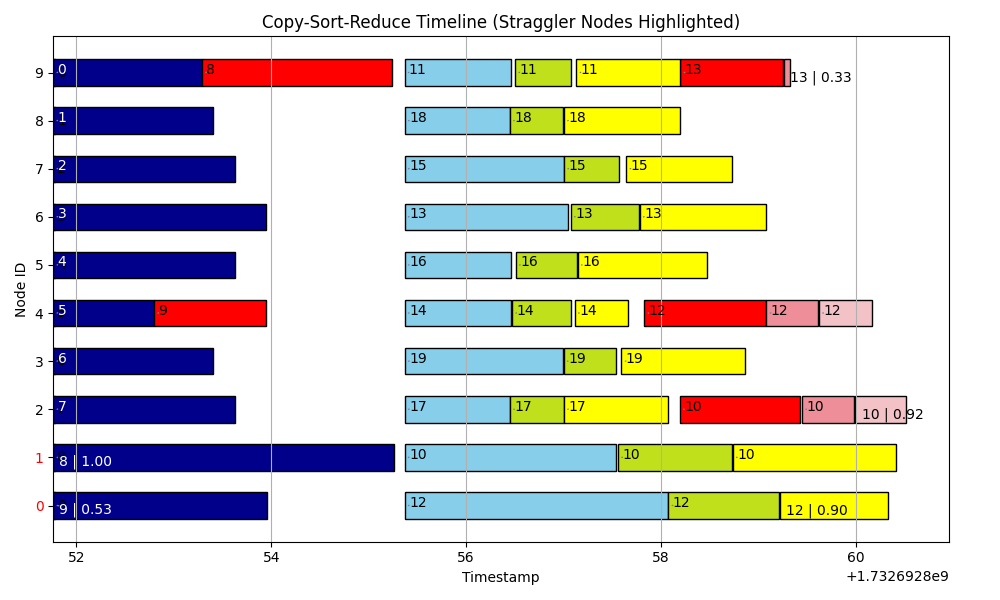 Copy-Sort-Reduce Timeline (Straggler Nodes Highlighted)
Node ID
9 0 8 11 11 11 13 13 | 0.33
8 1 18 18 18
7 2 15 15 15
6 3 13 13 13
5 4 16 16 16
4 5 9 14 14 14 12 12 12
3 6 19 19 19
2 7 17 17 17 10 10 10 | 0.92
1 8 | 1.00 10 10 10
0 9 | 0.53 12 12 12 | 0.90
52 54 56 58 60
Timestamp
+1.7326928e9